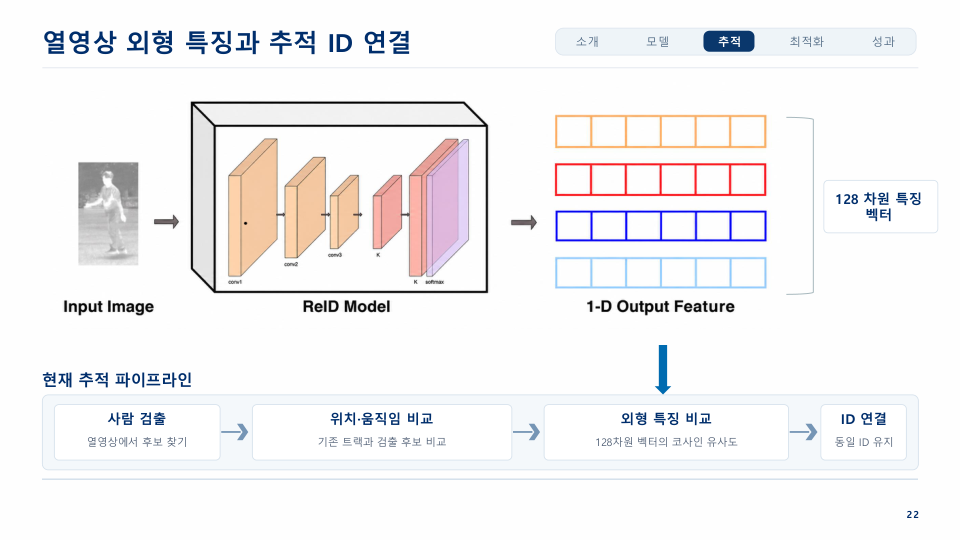 열영상 외형 특징과 추적 ID 연결
소개 모델 추적 최적화 성과
conv1
conv2
conv3
K
K softmax
Input Image
ReID Model
1-D Output Feature
128 차원 특징
벡터
현재 추적 파이프라인
사람 검출
열영상에서 후보 찾기
위치·움직임 비교
기존 트랙과 검출 후보 비교
외형 특징 비교
128차원 벡터의 코사인 유사도
ID 연결
동일 ID 유지
22